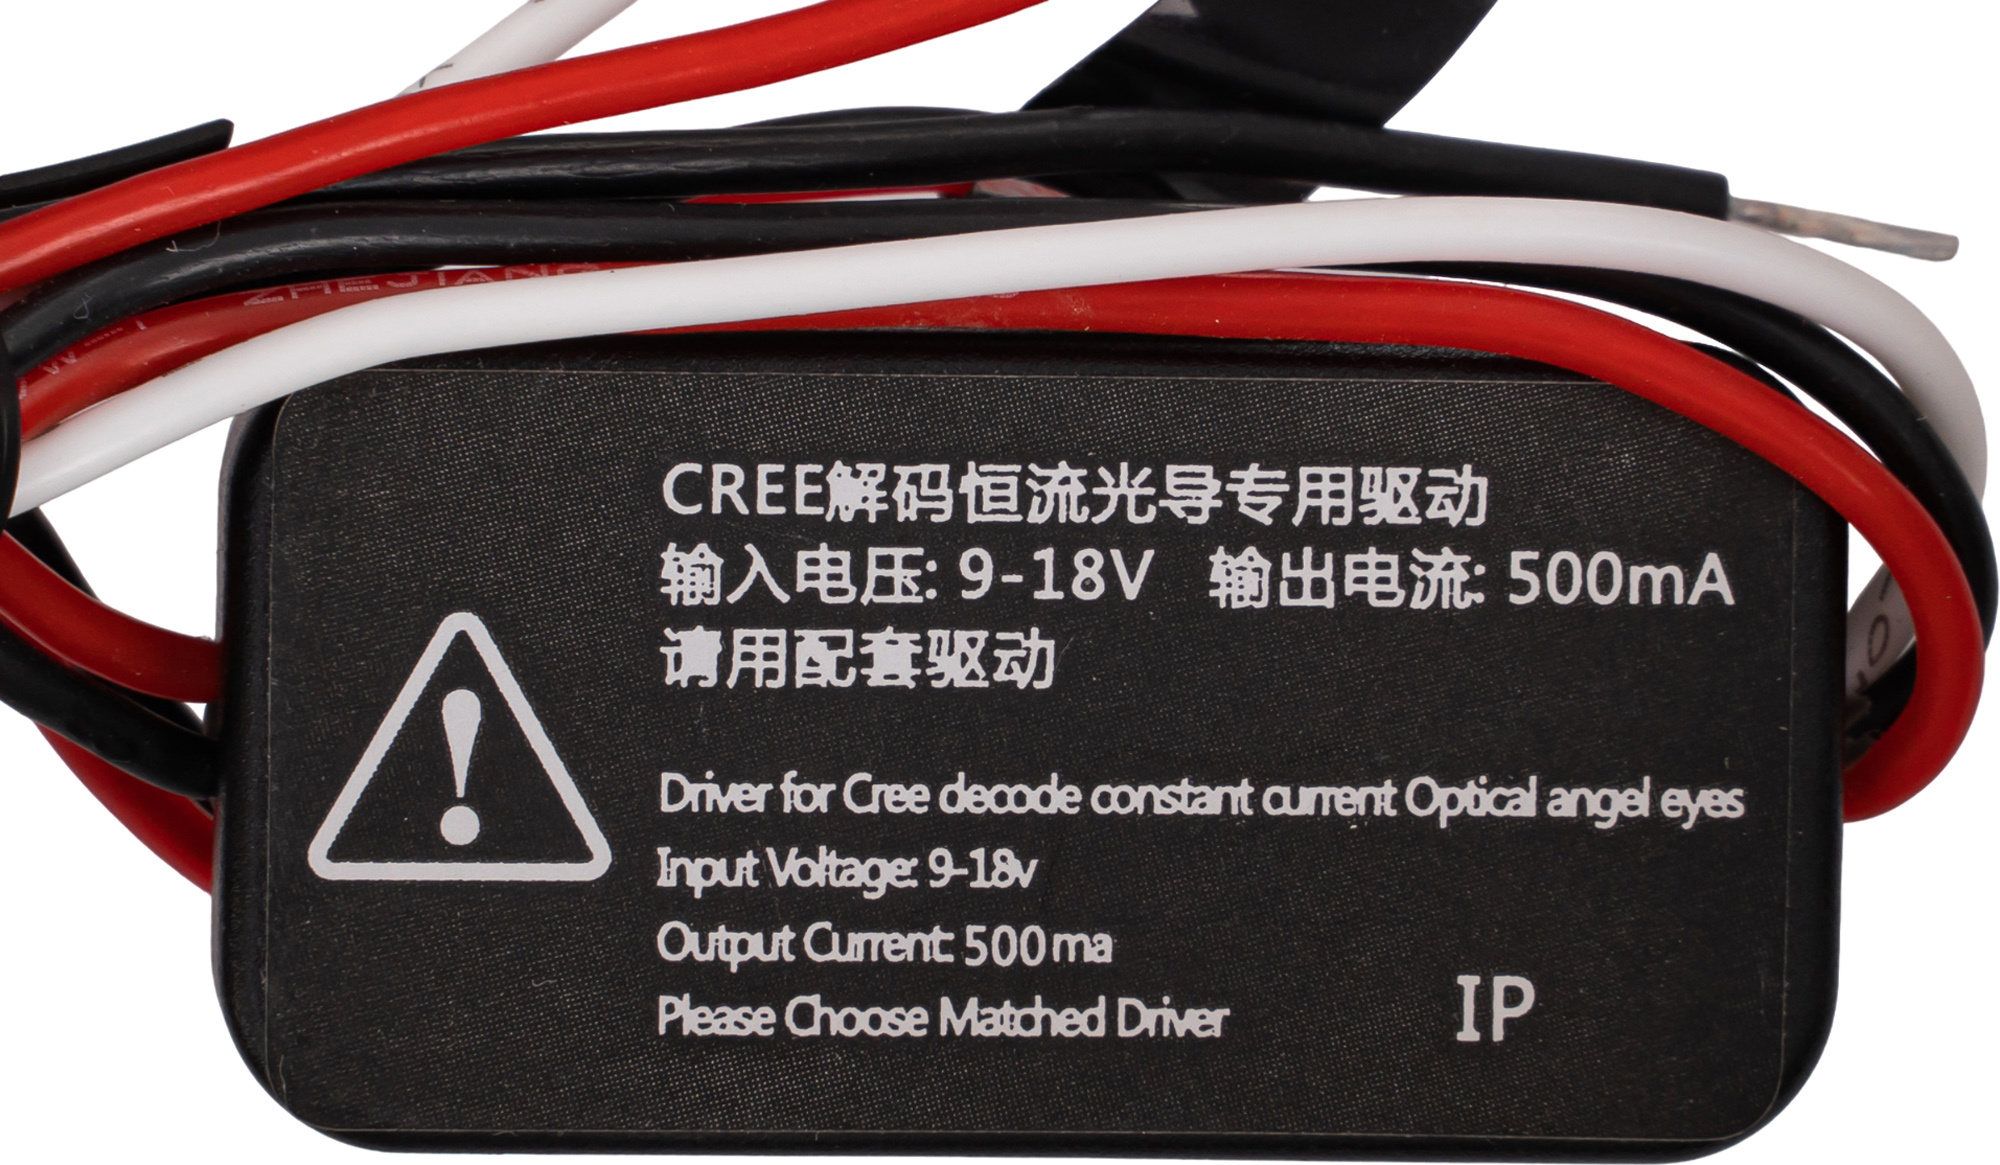 ZHEJIANG
CREE解码恒流光导专用驱动
输入电压: 9-18V 输出电流: 500mA
请用配套驱动
Driver for Cree decode constant current Optical angel eyes
Input Voltage: 9-18v
Output Current: 500ma
Please Choose Matched Driver
IP